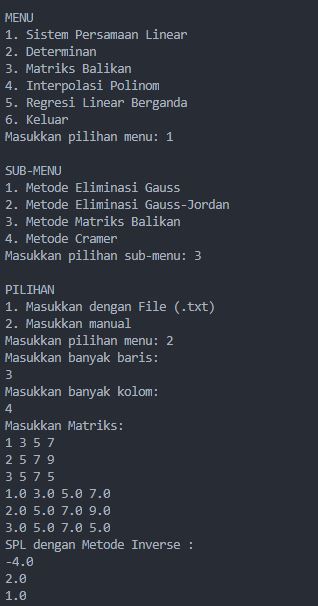 MENU
1. Sistem Persamaan Linear
2. Determinan
3. Matriks Balikan
4. Interpolasi Polinom
5. Regresi Linear Berganda
6. Keluar
Masukkan pilihan menu: 1
SUB-MENU
1. Metode Eliminasi Gauss
2. Metode Eliminasi Gauss-Jordan
3. Metode Matriks Balikan
4. Metode Cramer
Masukkan pilihan sub-menu: 3
PILIHAN
1. Masukkan dengan File (.txt)
2. Masukkan manual
Masukkan pilihan menu: 2
Masukkan banyak baris:
3
Masukkan banyak kolom:
4
Masukkan Matriks:
1 3 5 7
2 5 7 9
3 5 7 5
1.0 3.0 5.0 7.0
2.0 5.0 7.0 9.0
3.0 5.0 7.0 5.0
SPL dengan Metode Inverse :
-4.0
2.0
1.0